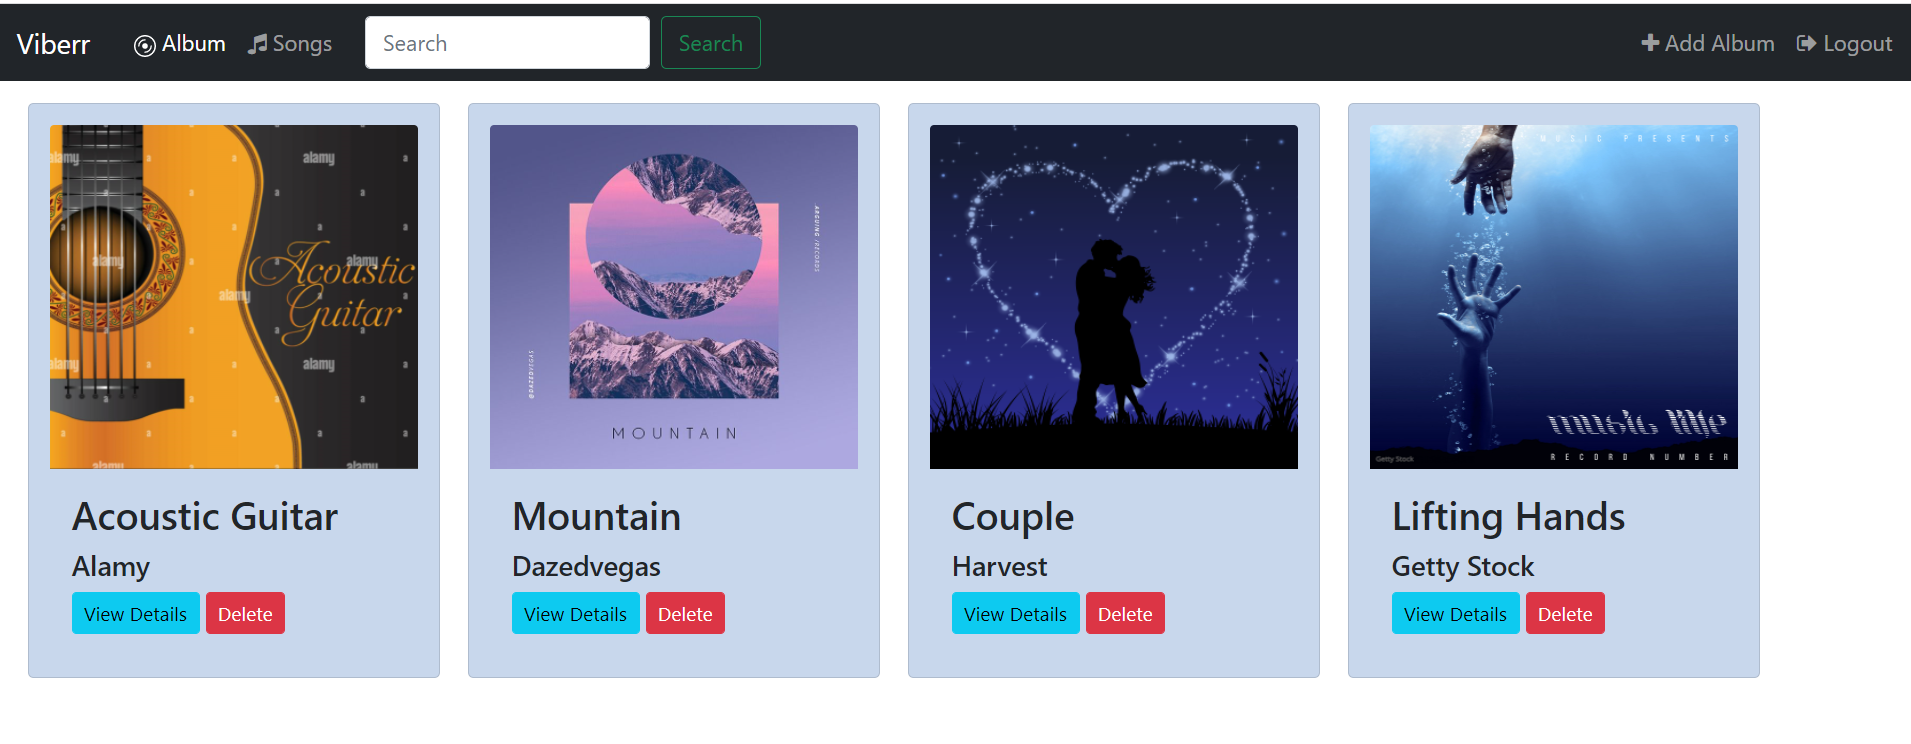 Viberr Album Songs Search Search Add Album Logout
alamy
a
a
alamy
a
a
a
a
a
alamy
alamy
alamy
Acoustic
Guitar
a
a
a
alamy
alamy
a
a
a
a
a
a
alamy
alamy
ARGUING RECORDS
@DAZEDVEGAS
MOUNTAIN
MUSIC PRESENTS
music life
Getty Stock
RECORD NUMBER
Acoustic Guitar
Alamy
View Details Delete
Mountain
Dazedvegas
View Details Delete
Couple
Harvest
View Details Delete
Lifting Hands
Getty Stock
View Details Delete